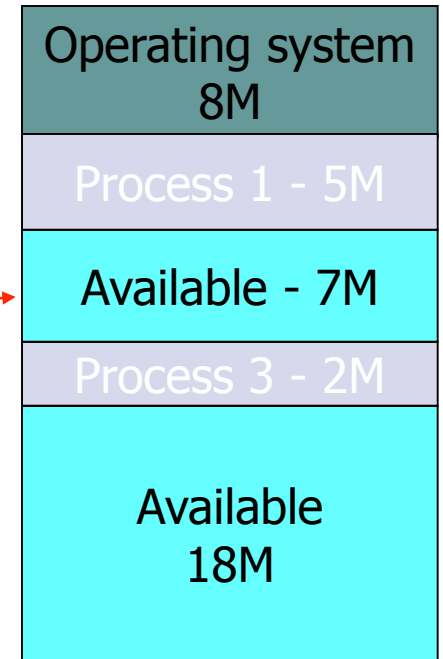 Operating system
8M
Process 1 - 5M
Available - 7M
Process 3 - 2M
Available
18M